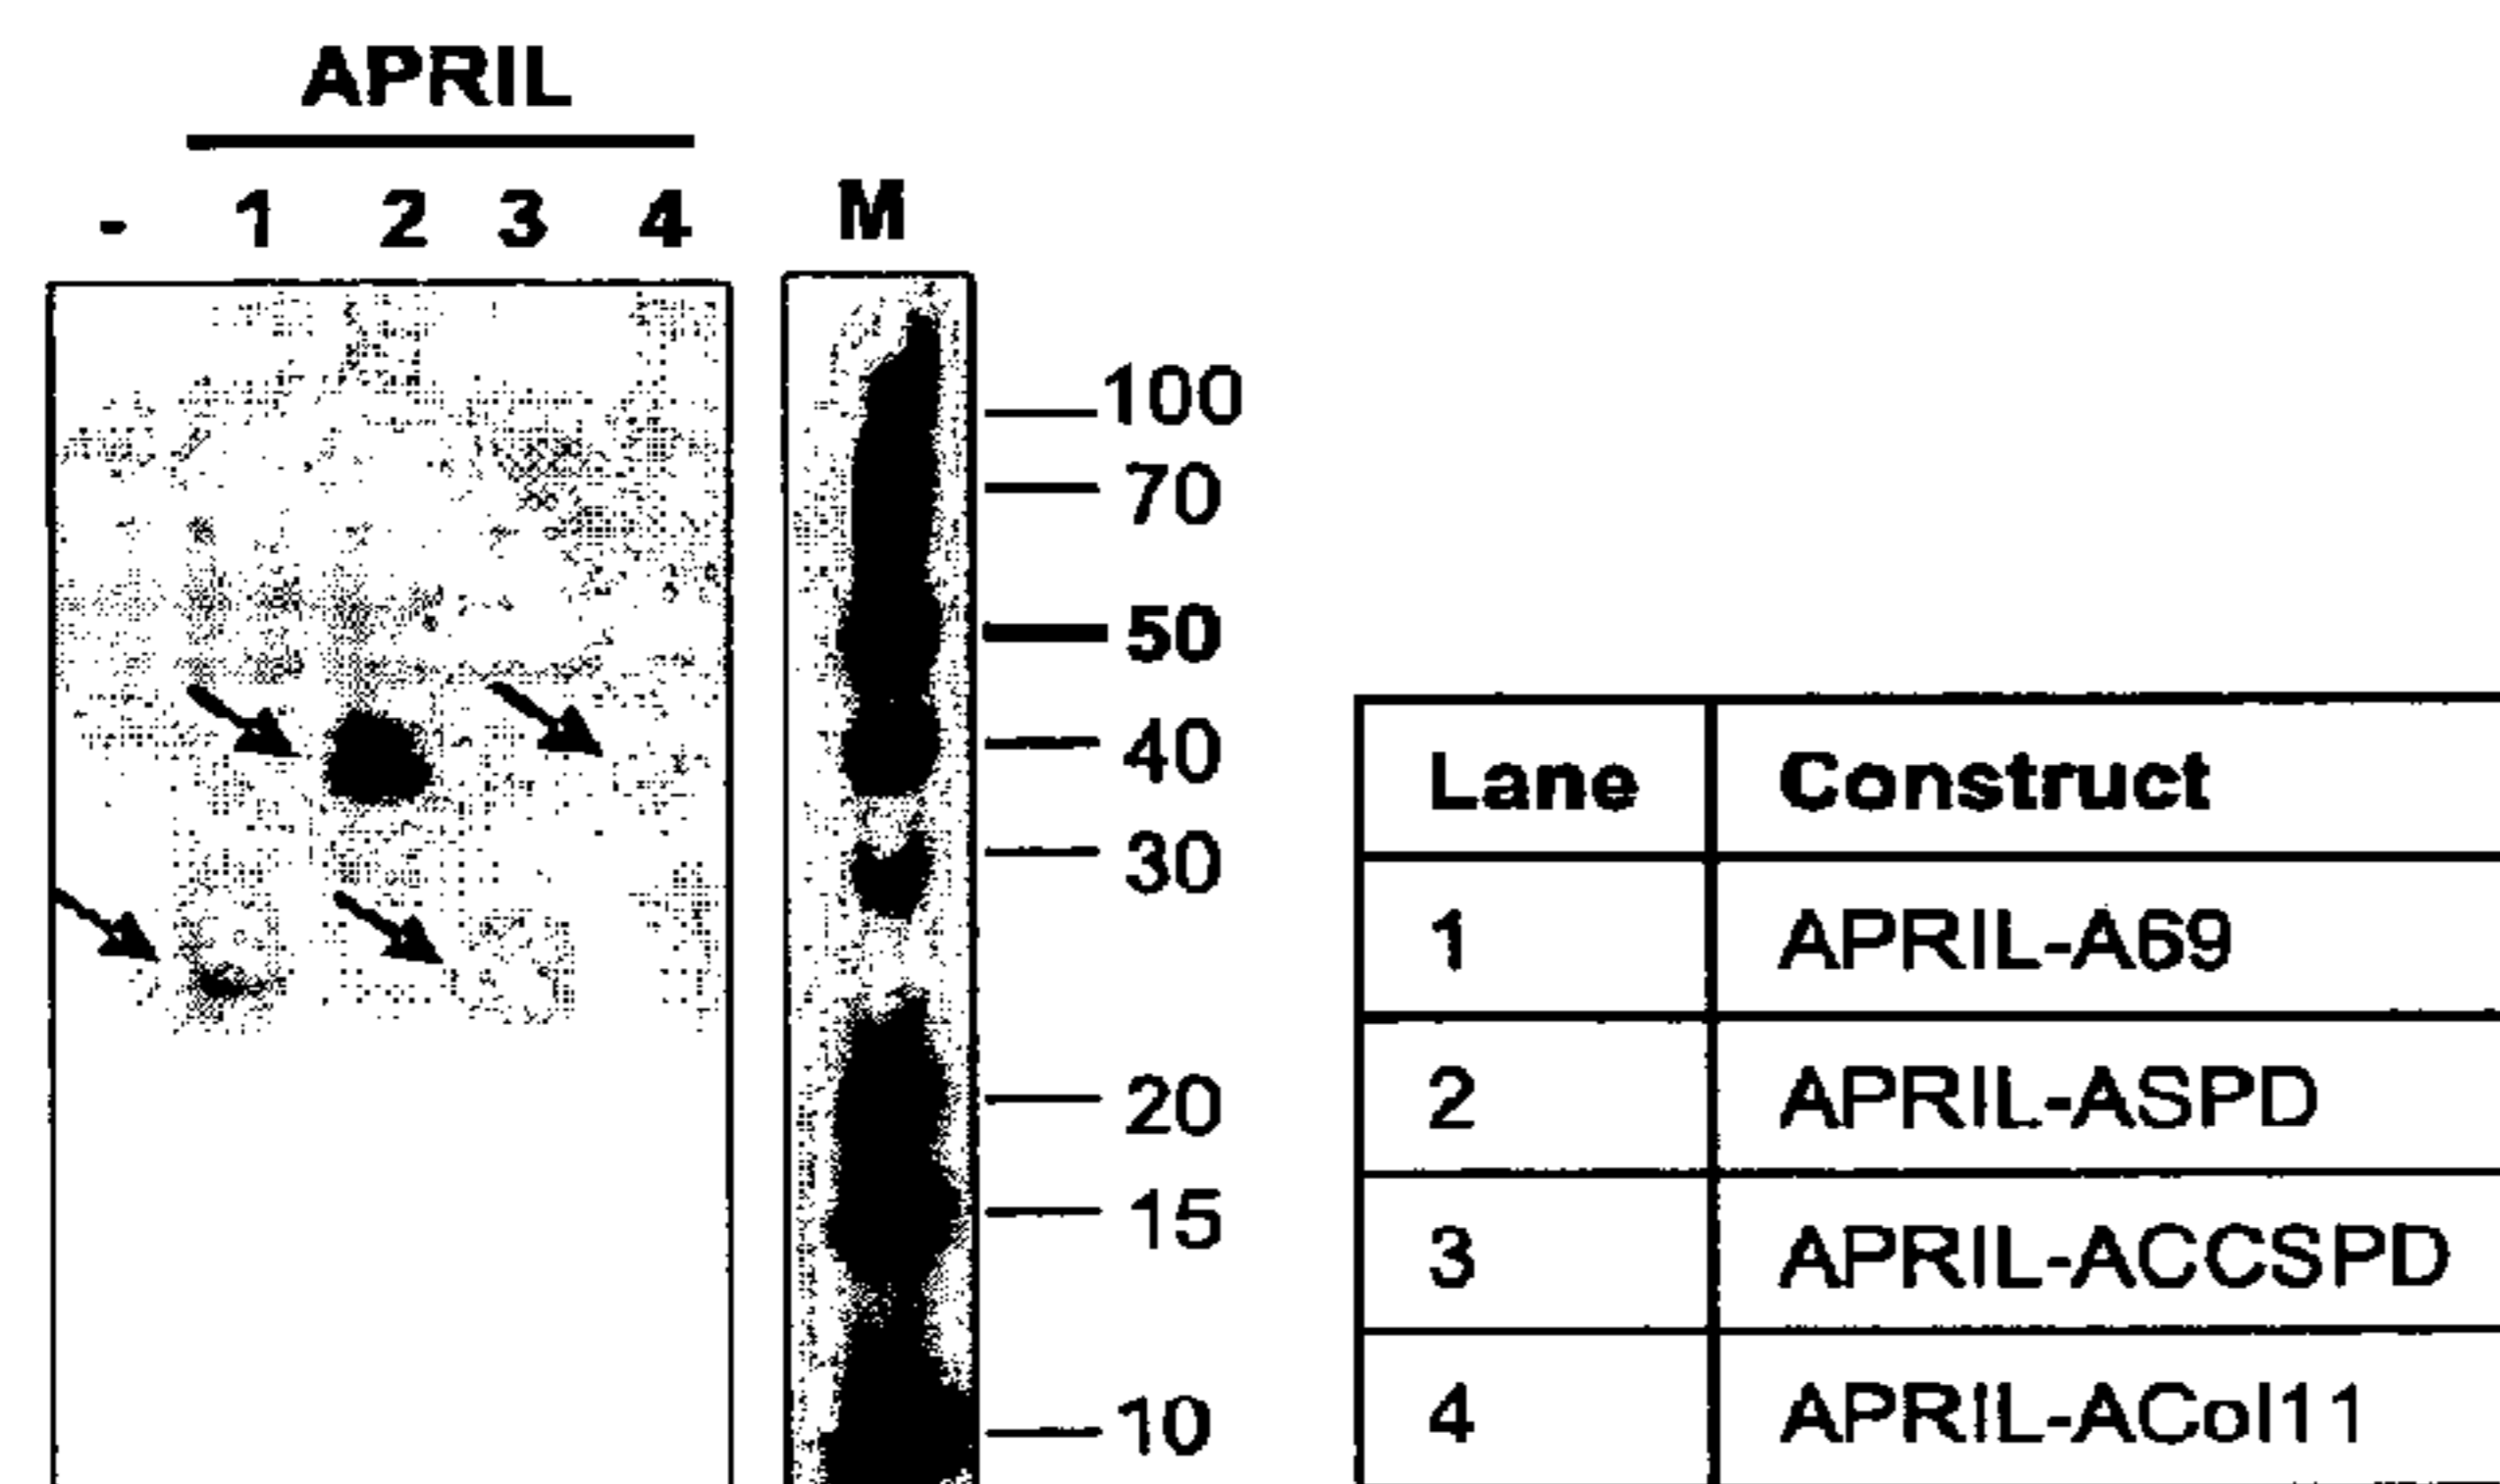 APRIL
- 1 2 3 4 M
100
70
50
40
30
20
15
10
Lane Construct
1 APRIL-A69
2 APRIL-ASPD
3 APRIL-ACCSPD
4 APRIL-ACol11